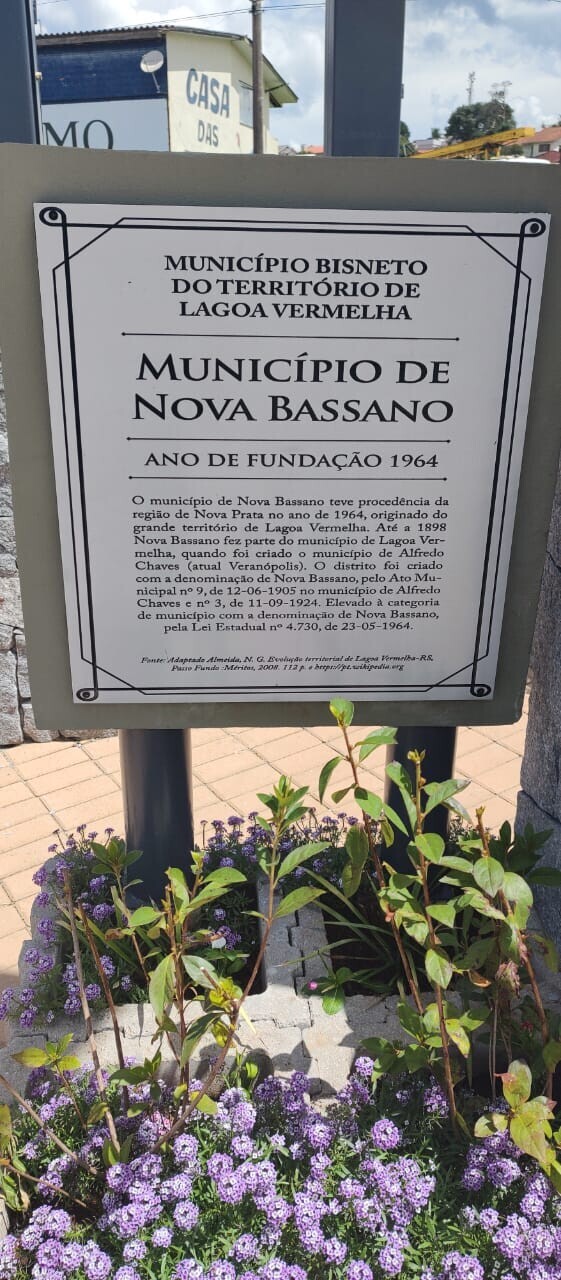 CASA
DAS
MO
MUNICÍPIO BISNETO
DO TERRITÓRIO DE
LAGOA VERMELHA
MUNICÍPIO DE
NOVA BASSANO
ANO DE FUNDAÇÃO 1964
O município de Nova Bassano teve procedência da
região de Nova Prata no ano de 1964, originado do
grande território de Lagoa Vermelha. Até a 1898
Nova Bassano fez parte do município de Lagoa Ver-
melha, quando foi criado o município de Alfredo
Chaves (atual Veranópolis). O distrito foi criado
com a denominação de Nova Bassano, pelo Ato Mu-
nicipal nº 9, de 12-06-1905 no município de Alfredo
Chaves e nº 3, de 11-09-1924. Elevado à categoria
de município com a denominação de Nova Bassano,
pela Lei Estadual nº 4.730, de 23-05-1964.
Fonte: Adaptado Almeida, N. G. Evolução territorial de Lagoa Vermelha-RS,
Passo Fundo :Méritos, 2008. 112 p. e https://pt.wikipedia.org